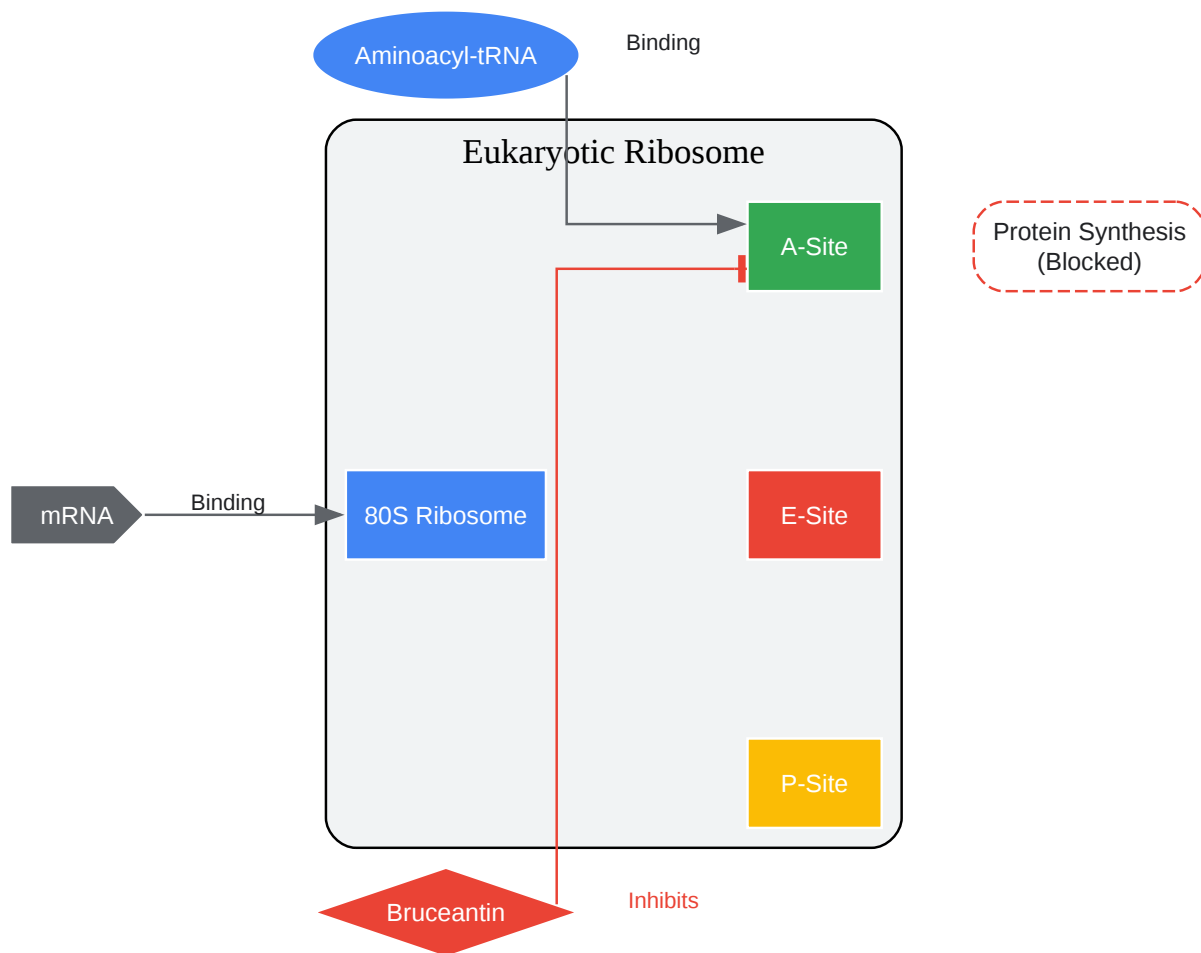 Aminoacyl-tRNA
Binding
Eukaryotic Ribosome
A-Site
Protein Synthesis
(Blocked)
mRNA
Binding
80S Ribosome
E-Site
P-Site
Bruceantin
Inhibits